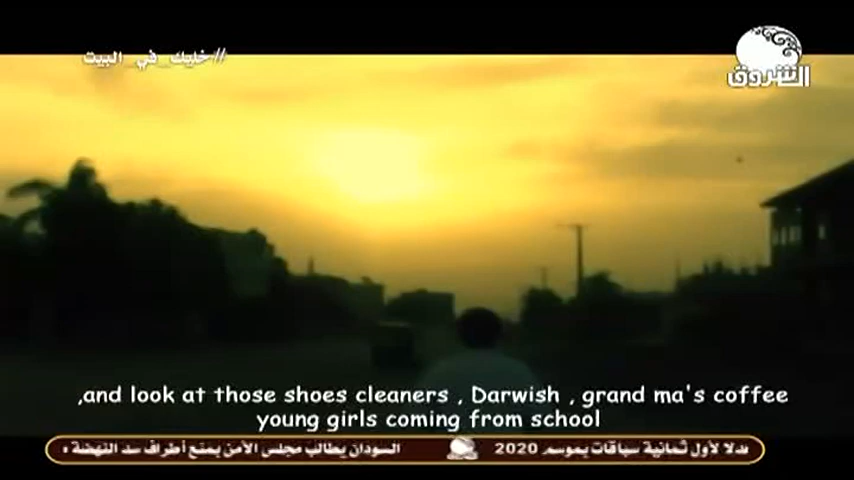 #خليك_في_البيت
الشروق
,and look at those shoes cleaners , Darwish , grand ma's coffee
young girls coming from school
بدلا لأول ثمانية سباقات بموسم 2020
السودان يطالب مجلس الأمن بمنع أطراف سد النهضة